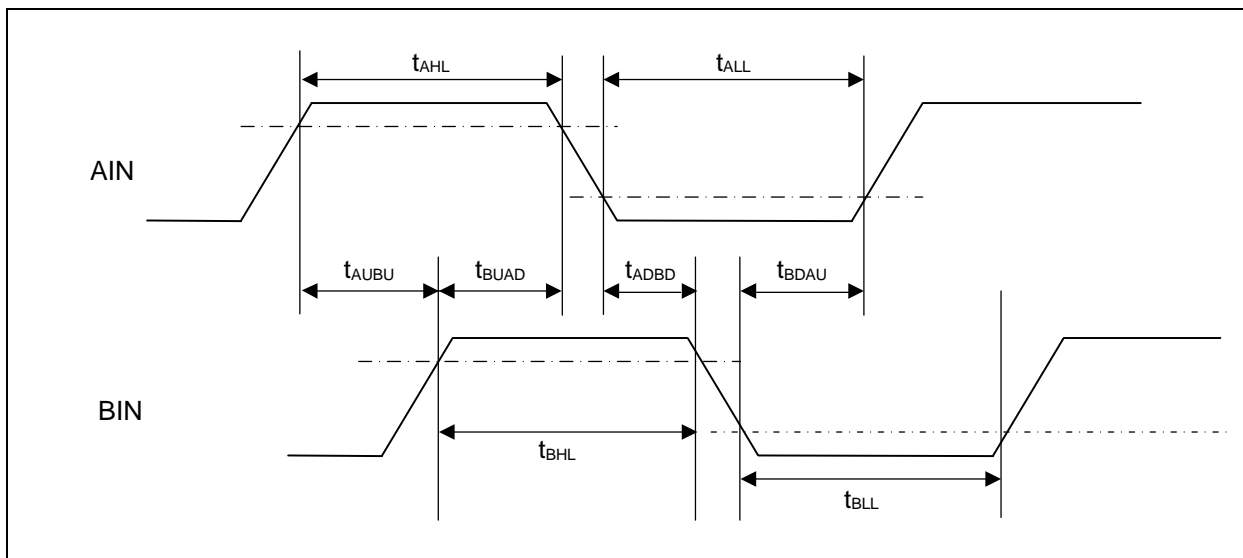 tAHL
tALL
AIN
tAUBU
tBUAD
tADBD
tBDAU
BIN
tBHL
tBLL